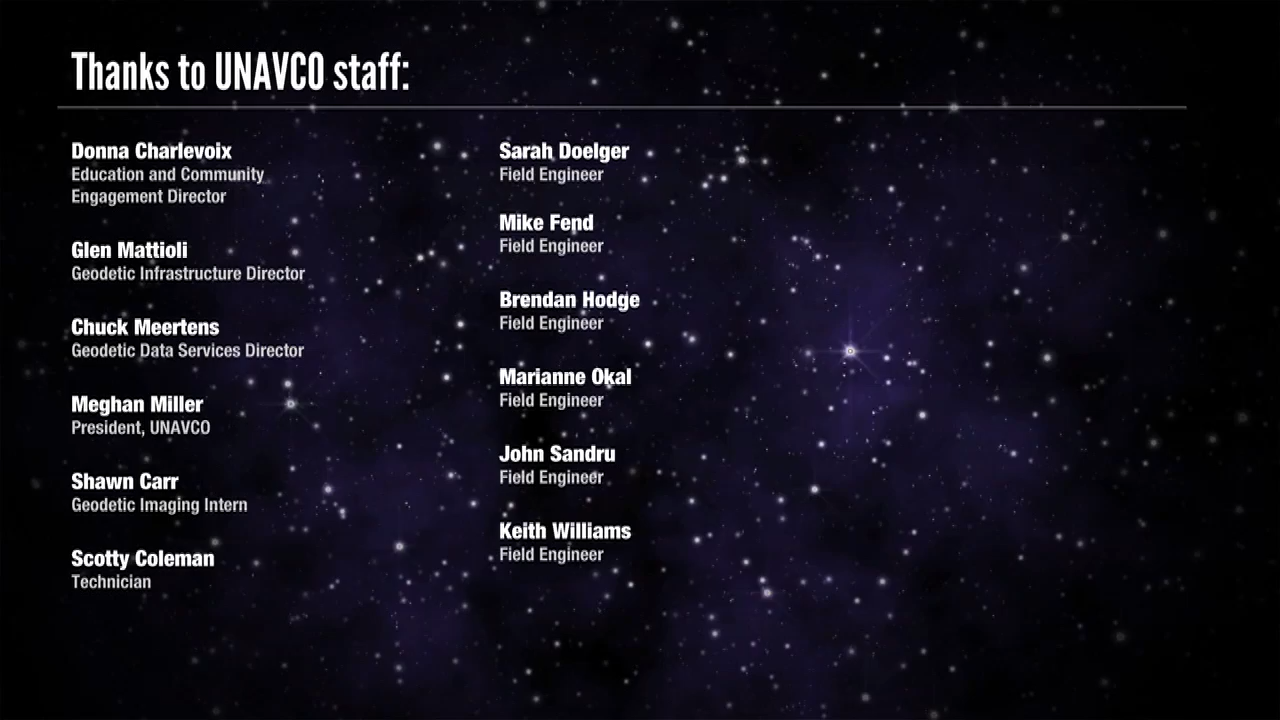 Thanks to UNAVCO staff:
Donna Charlevoix
Education and Community
Engagement Director
Glen Mattioli
Geodetic Infrastructure Director
Chuck Meertens
Geodetic Data Services Director
Meghan Miller
President, UNAVCO
Shawn Carr
Geodetic Imaging Intern
Scotty Coleman
Technician
Sarah Doelger
Field Engineer
Mike Fend
Field Engineer
Brendan Hodge
Field Engineer
Marianne Okal
Field Engineer
John Sandru
Field Engineer
Keith Williams
Field Engineer